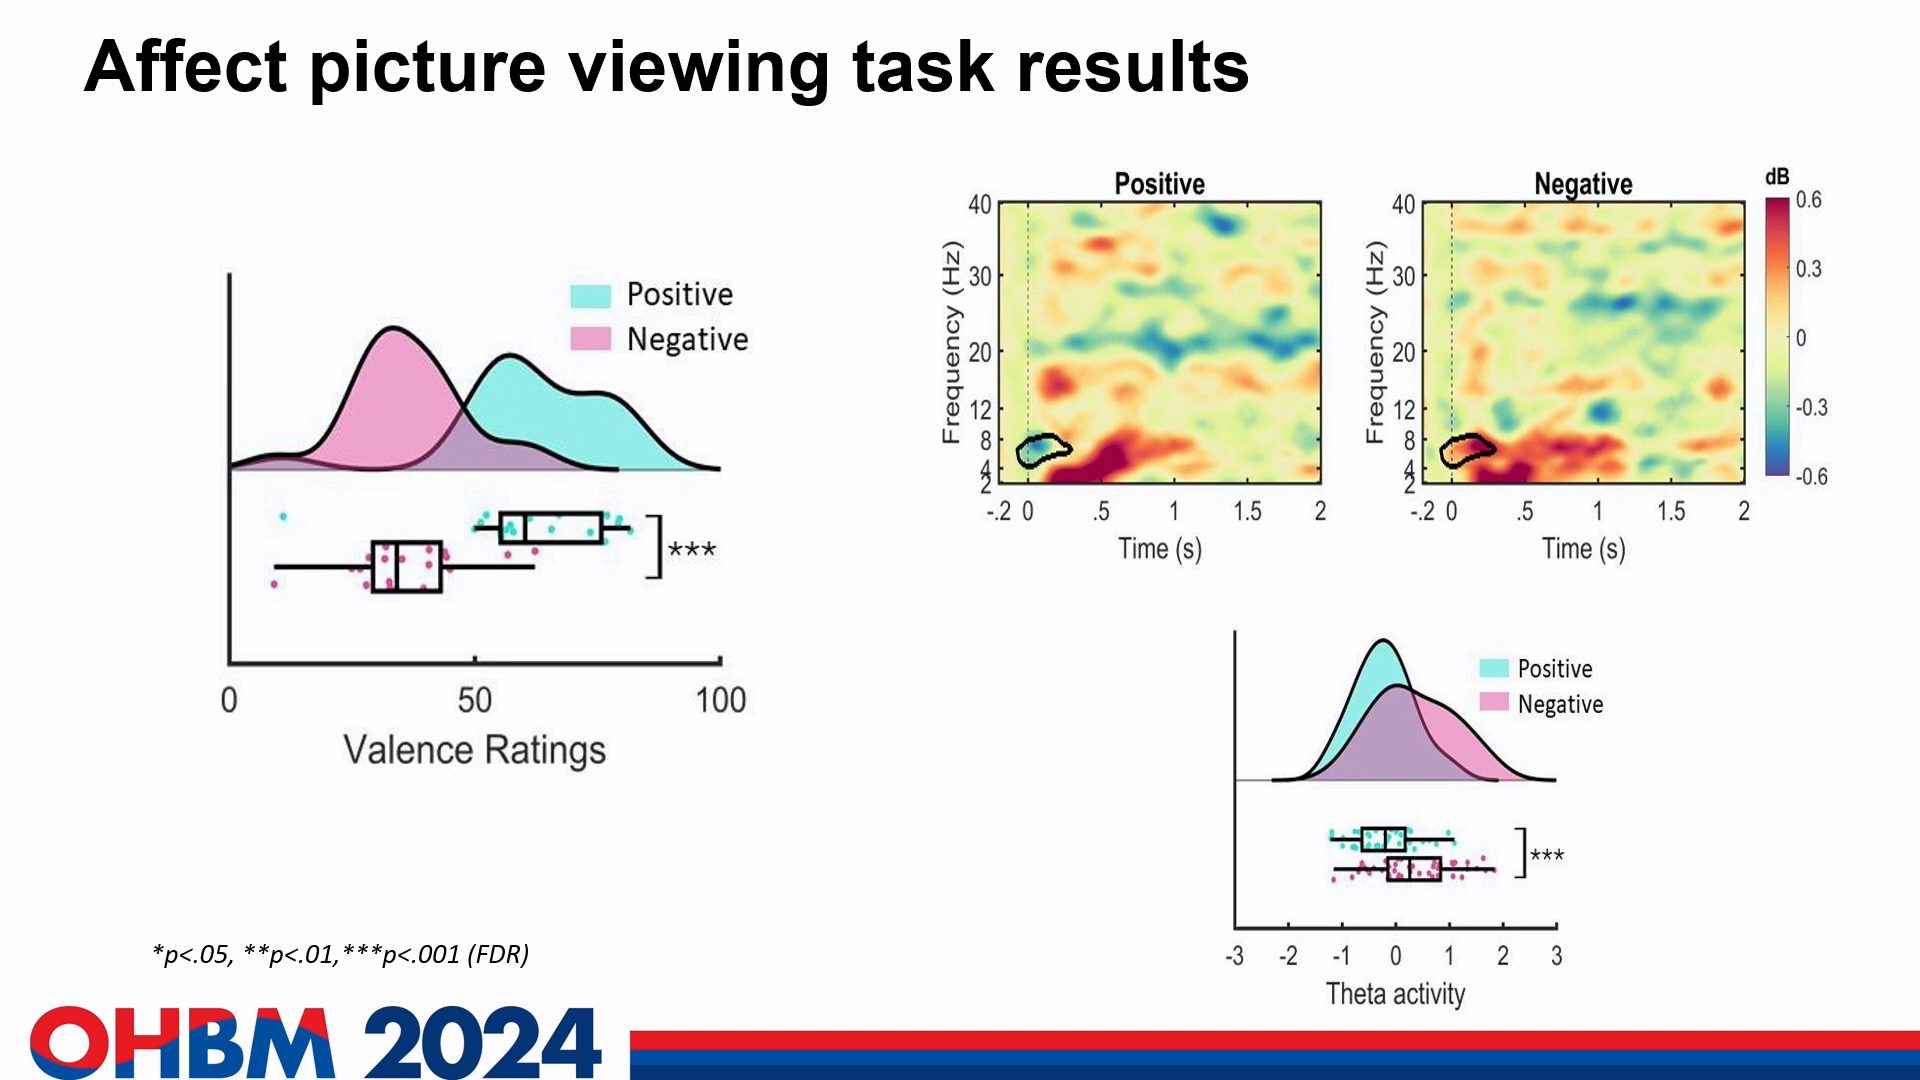 Affect picture viewing task results
Positive
Negative
***
0 50 100
Valence Ratings
Positive
Frequency (Hz)
40
30
20
12
8
4
2
-.2 0 .5 1 1.5 2
Time (s)
Negative
Frequency (Hz)
40
30
20
12
8
4
2
-.2 0 .5 1 1.5 2
Time (s)
dB
0.6
0.3
0
-0.3
-0.6
Positive
Negative
***
-3 -2 -1 0 1 2 3
Theta activity
*p<.05, **p<.01,***p<.001 (FDR)
OHBM 2024